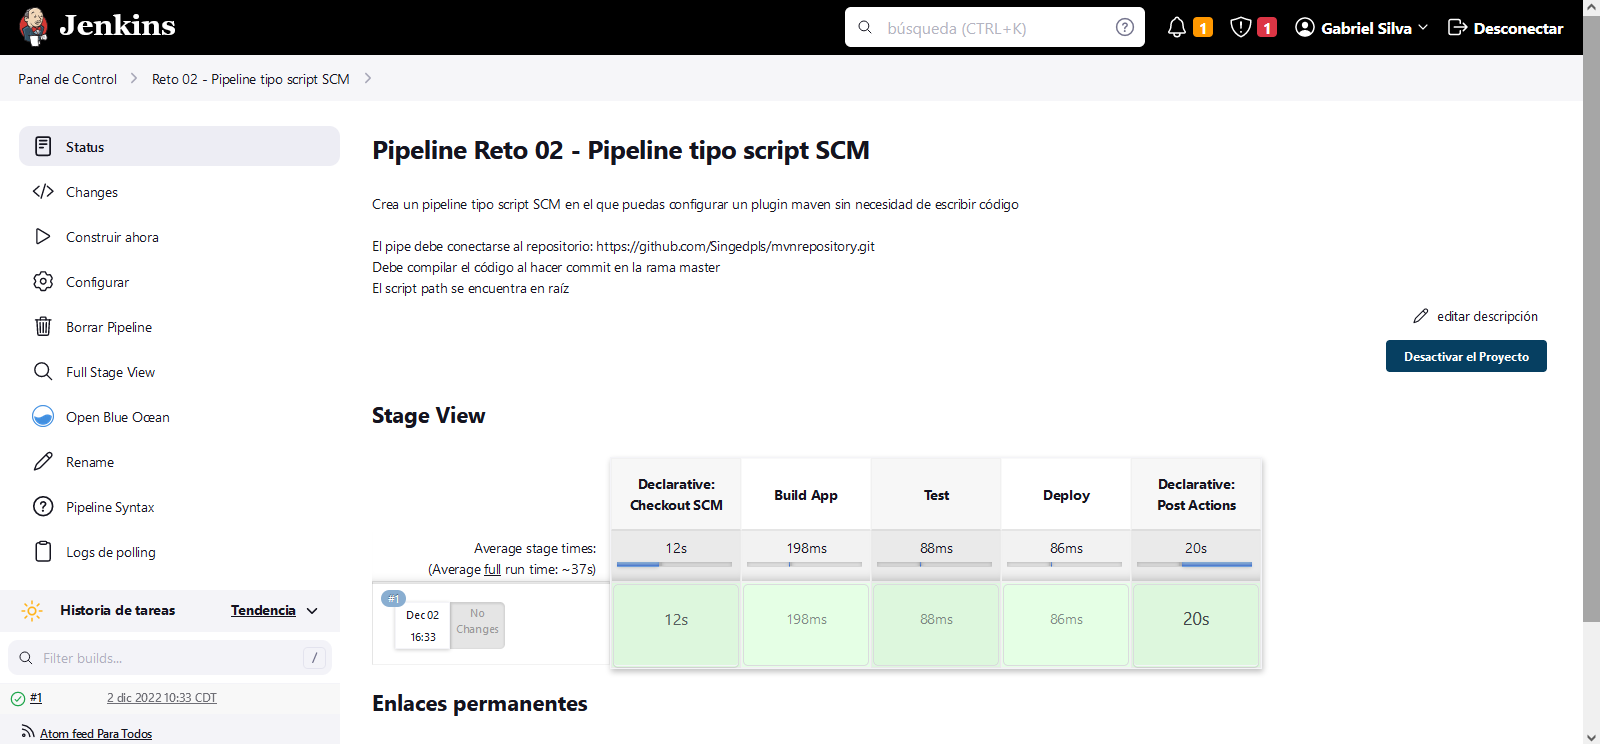 Jenkins
búsqueda (CTRL+K)
?
1
1
Gabriel Silva
Desconectar
Panel de Control
Reto 02 - Pipeline tipo script SCM
Status
Changes
Construir ahora
Configurar
Borrar Pipeline
Full Stage View
Open Blue Ocean
Rename
Pipeline Syntax
Logs de polling
Historia de tareas
Tendencia
Filter builds...
/
#1
2 dic 2022 10:33 CDT
Atom feed Para Todos
Pipeline Reto 02 - Pipeline tipo script SCM
Crea un pipeline tipo script SCM en el que puedas configurar un plugin maven sin necesidad de escribir código
El pipe debe conectarse al repositorio: https://github.com/Singedpls/mvnrepository.git
Debe compilar el código al hacer commit en la rama master
El script path se encuentra en raíz
editar descripción
Desactivar el Proyecto
Stage View
Declarative: Checkout SCM
Build App
Test
Deploy
Declarative: Post Actions
Average stage times:
(Average full run time: ~37s)
12s
198ms
88ms
86ms
20s
#1
Dec 02
16:33
No Changes
12s
198ms
88ms
86ms
20s
Enlaces permanentes